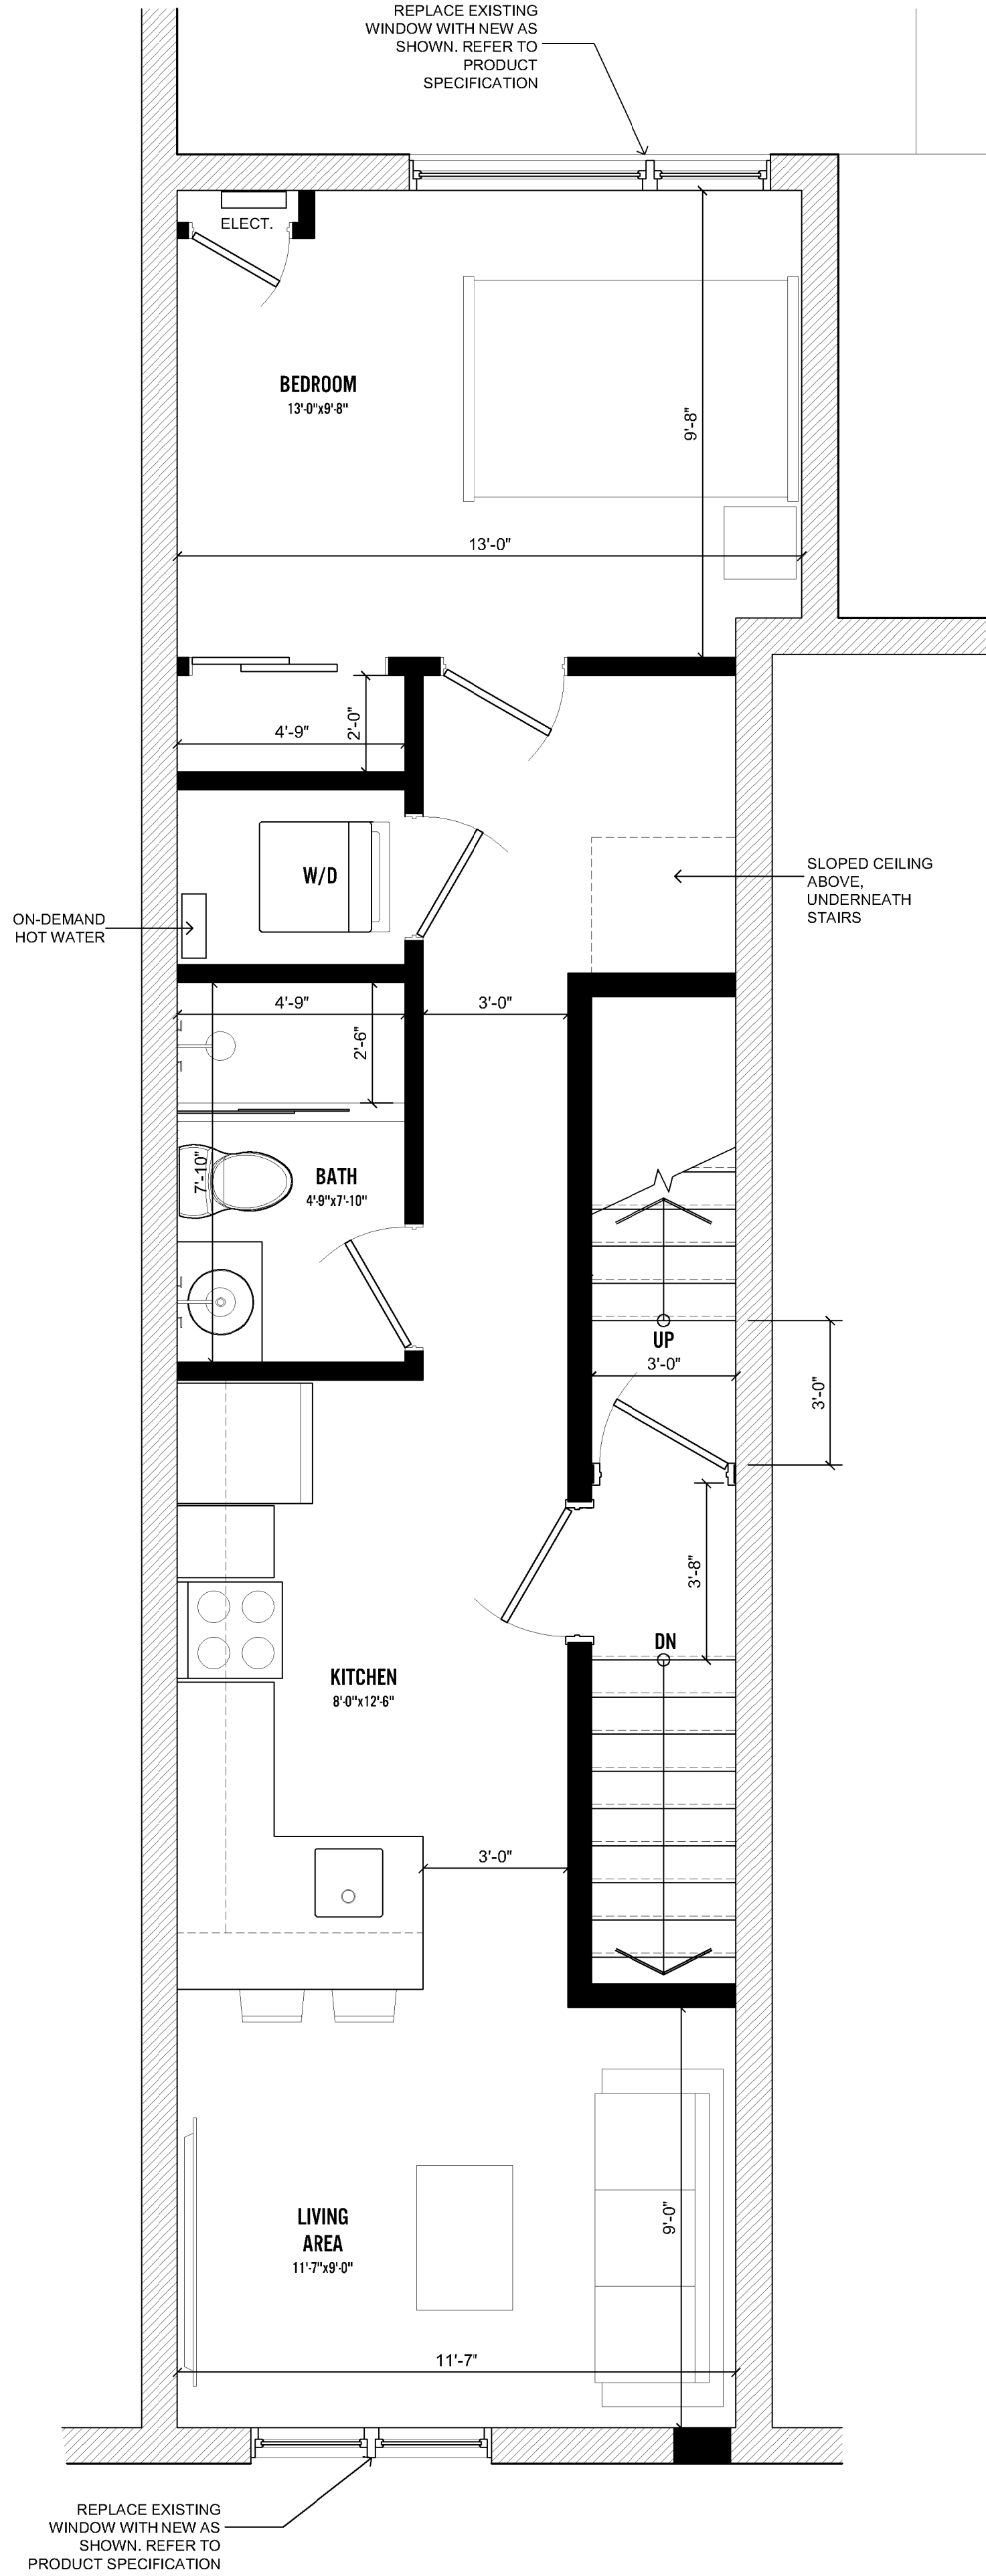 REPLACE EXISTING
WINDOW WITH NEW AS
SHOWN. REFER TO
PRODUCT
SPECIFICATION
ELECT.
BEDROOM
13'-0"x9'-8"
9'-8"
13'-0"
4'-9"
2'-0"
W/D
ON-DEMAND
HOT WATER
SLOPED CEILING
ABOVE,
UNDERNEATH
STAIRS
4'-9"
3'-0"
2'-6"
7'-10"
BATH
4'-9"x7'-10"
UP
3'-0"
3'-0"
3'-8"
DN
KITCHEN
8'-0"x12'-6"
3'-0"
LIVING
AREA
11'-7"x9'-0"
9'-0"
11'-7"
REPLACE EXISTING
WINDOW WITH NEW AS
SHOWN. REFER TO
PRODUCT SPECIFICATION